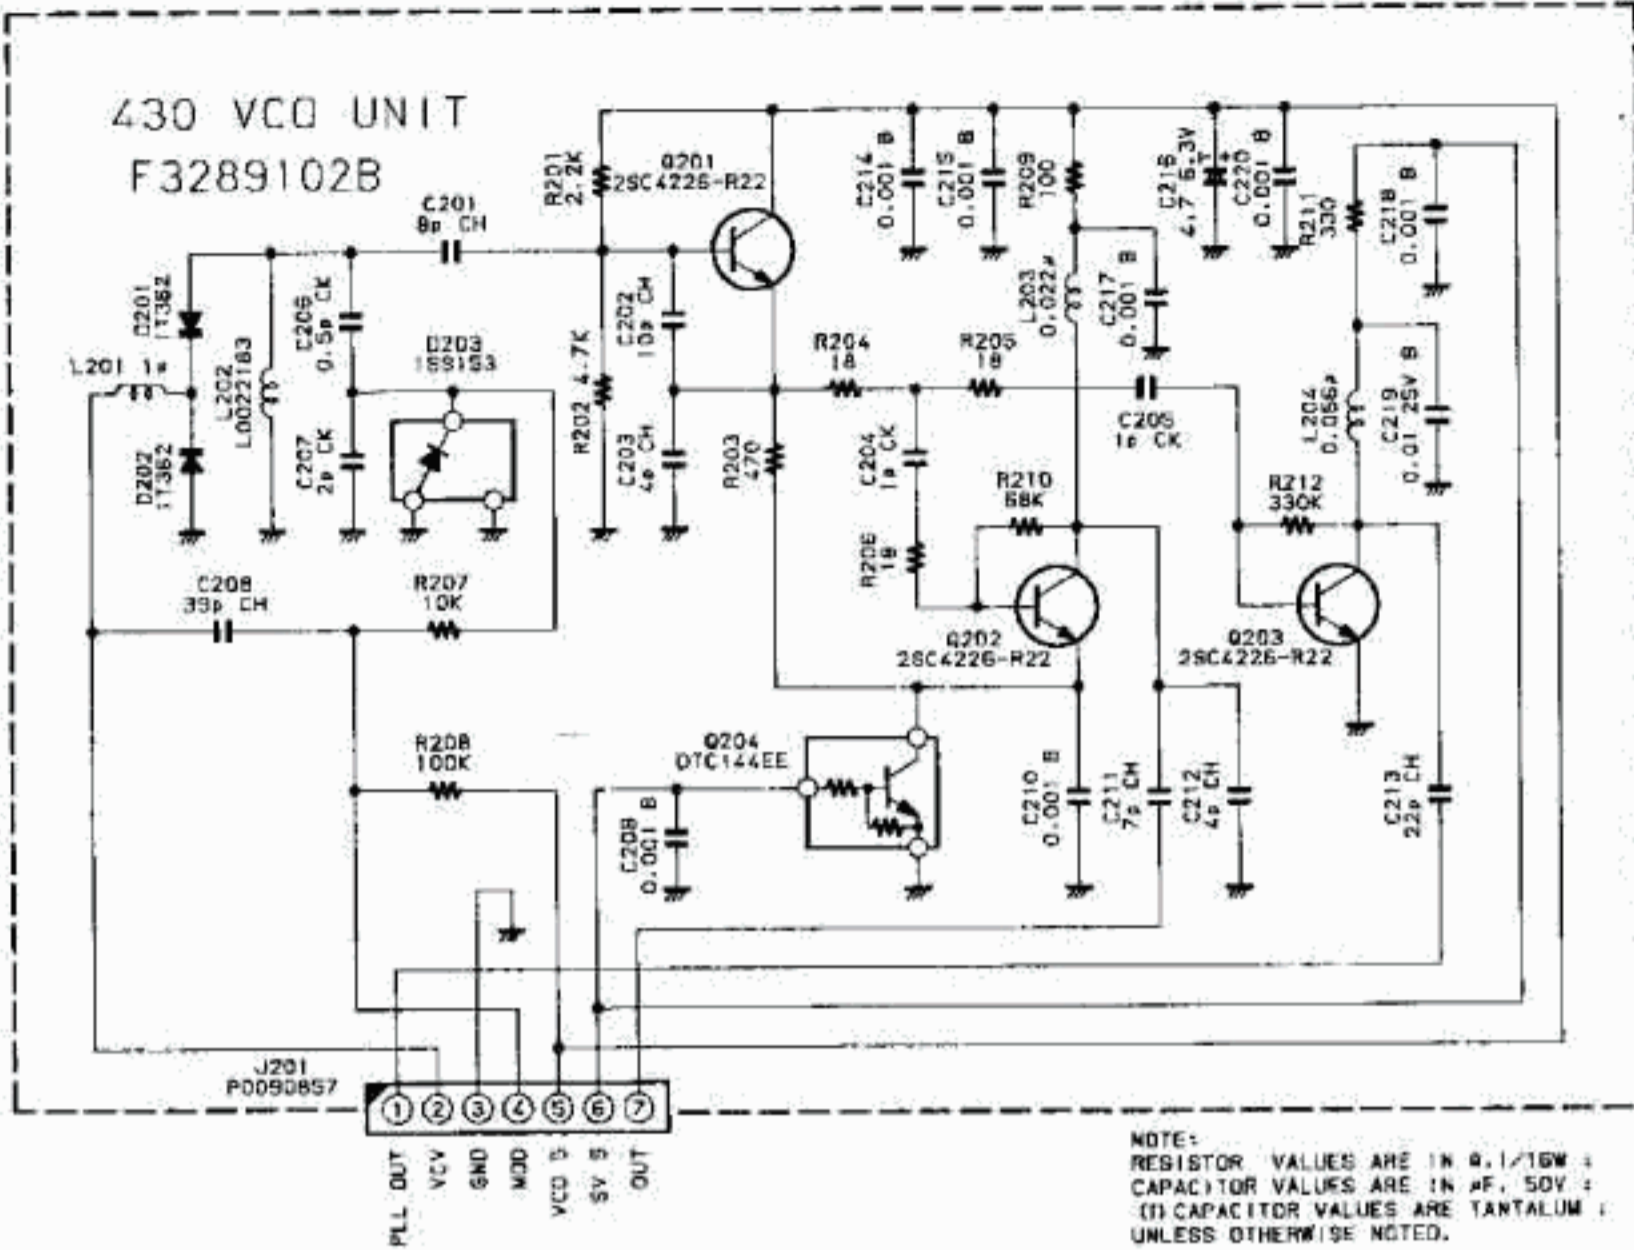 430 VCO UNIT
F3289102B
R201
2.2K
Q201
2SC4226-R22
C201
8p CH
C214
0.001 B
C215
0.001 B
R209
100
C216
4.7 6.3V
T
+
C220
0.001 B
R211
330
C218
0.001 B
D201
1T362
L201 1μ
L202
L0022183
C206
0.5p CK
D203
1SS193
C202
10p CH
R204
18
R205
18
L203
0.022μ
C217
0.001 B
C205
1p CK
L204
0.056μ
C219
0.01 25V B
D202
1T362
C207
2p CK
R202 4.7K
C203
4p CH
R203
470
C204
1p CK
R210
68K
R212
330K
C208
39p CH
R207
10K
R206
18
Q202
2SC4226-R22
Q203
2SC4226-R22
R208
100K
Q204
DTC144EE
C209
0.001 B
C210
0.001 B
C211
7p CH
C212
4p CH
C213
22p CH
J201
P0090857
1 2 3 4 5 6 7
PLL OUT
VCV
GND
MOD
VCO 5
SV 5
OUT
NOTE:
RESISTOR VALUES ARE IN Ω, 1/16W ;
CAPACITOR VALUES ARE IN μF, 50V ;
(T) CAPACITOR VALUES ARE TANTALUM ;
UNLESS OTHERWISE NOTED.